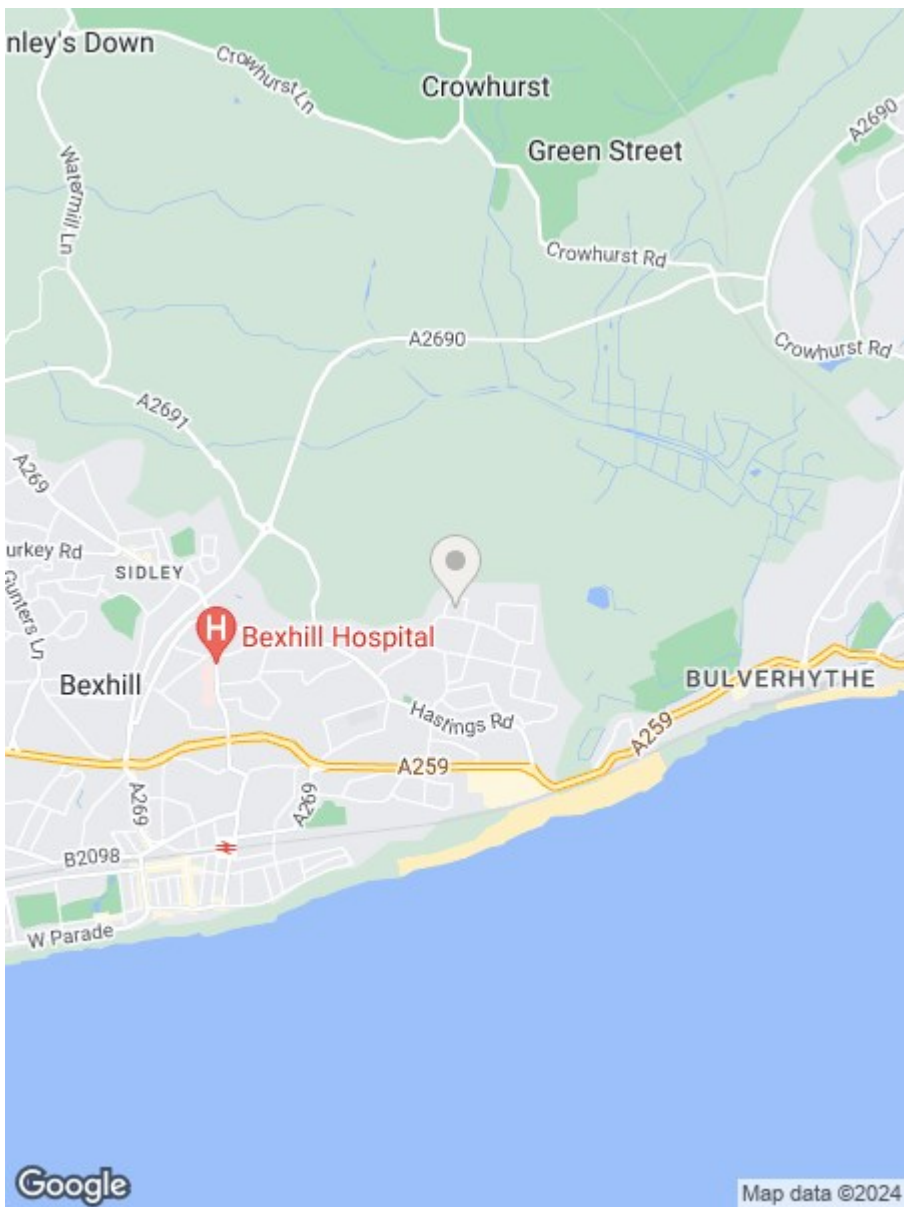 nley's Down
Crowhurst Ln
Crowhurst
Green Street
A2690
Watermill Ln
Crowhurst Rd
A2690
Crowhurst Rd
A2691
A269
urkey Rd
SIDLEY
Gunters Ln
H
Bexhill Hospital
Bexhill
BULVERHYTHE
Hastings Rd
A259
A259
A269
A269
B2098
W Parade
Google
Map data ©2024